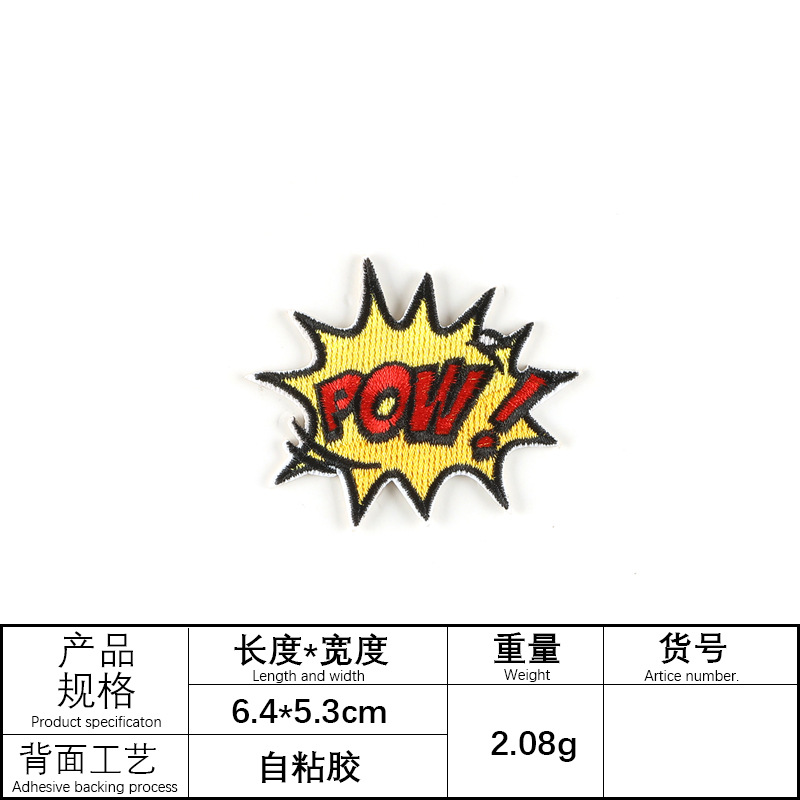 POW!
产品
规格
Product specificaton
长度*宽度
Length and width
重量
Weight
货号
Artice number.
6.4*5.3cm
2.08g
背面工艺
Adhesive backing process
自粘胶